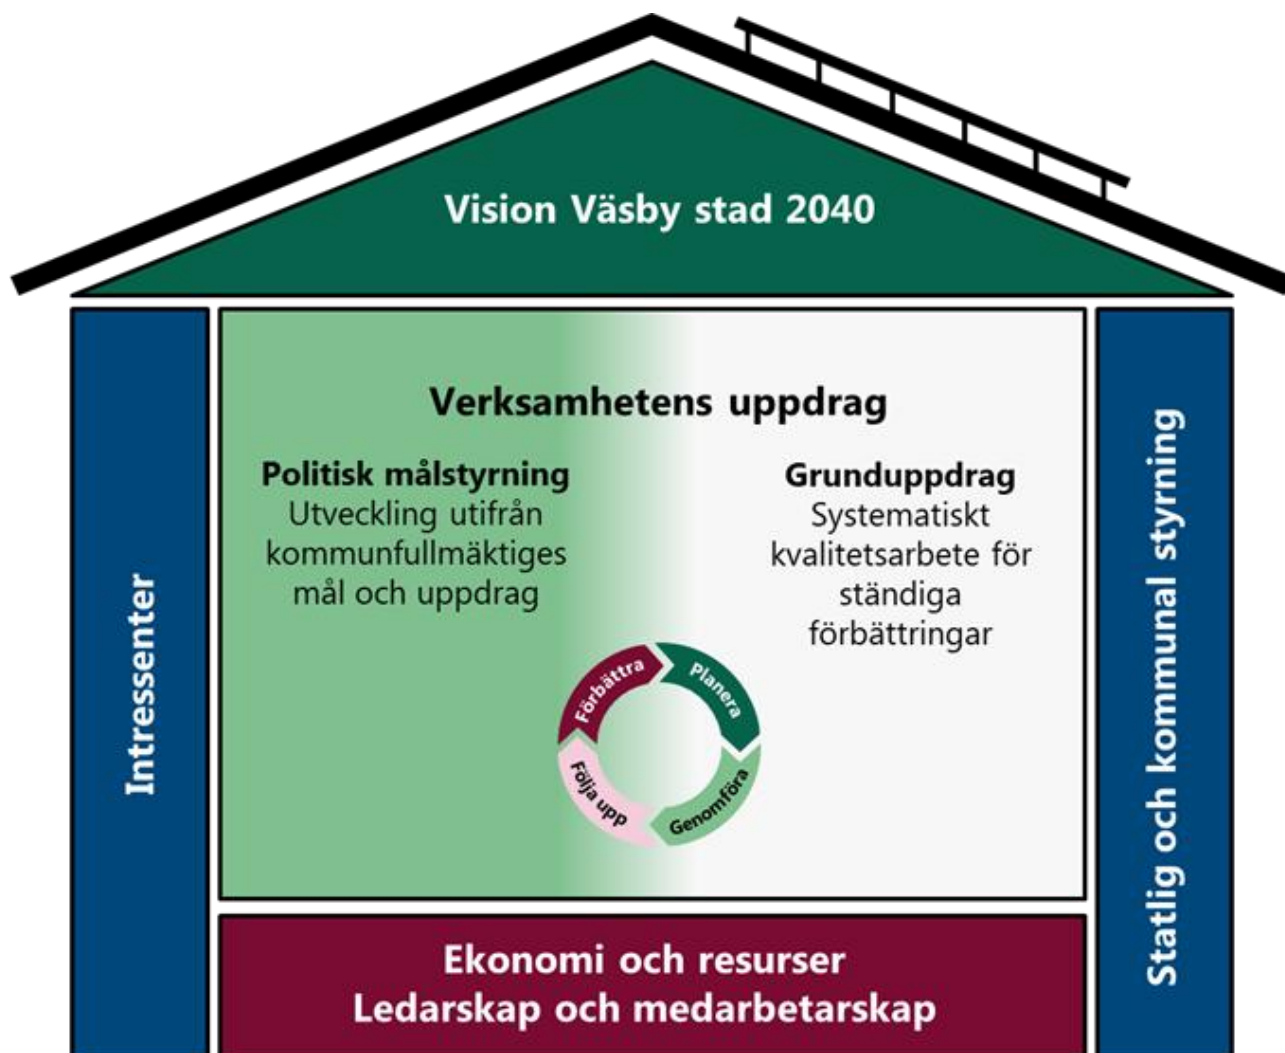 Vision Väsby stad 2040
Intressenter
Verksamhetens uppdrag
Politisk målstyrning
Utveckling utifrån
kommunfullmäktiges
mål och uppdrag
Grunduppdrag
Systematiskt
kvalitetsarbete för
ständiga
förbättringar
Förbättra
Planera
Genomföra
Följa upp
Statlig och kommunal styrning
Ekonomi och resurser
Ledarskap och medarbetarskap